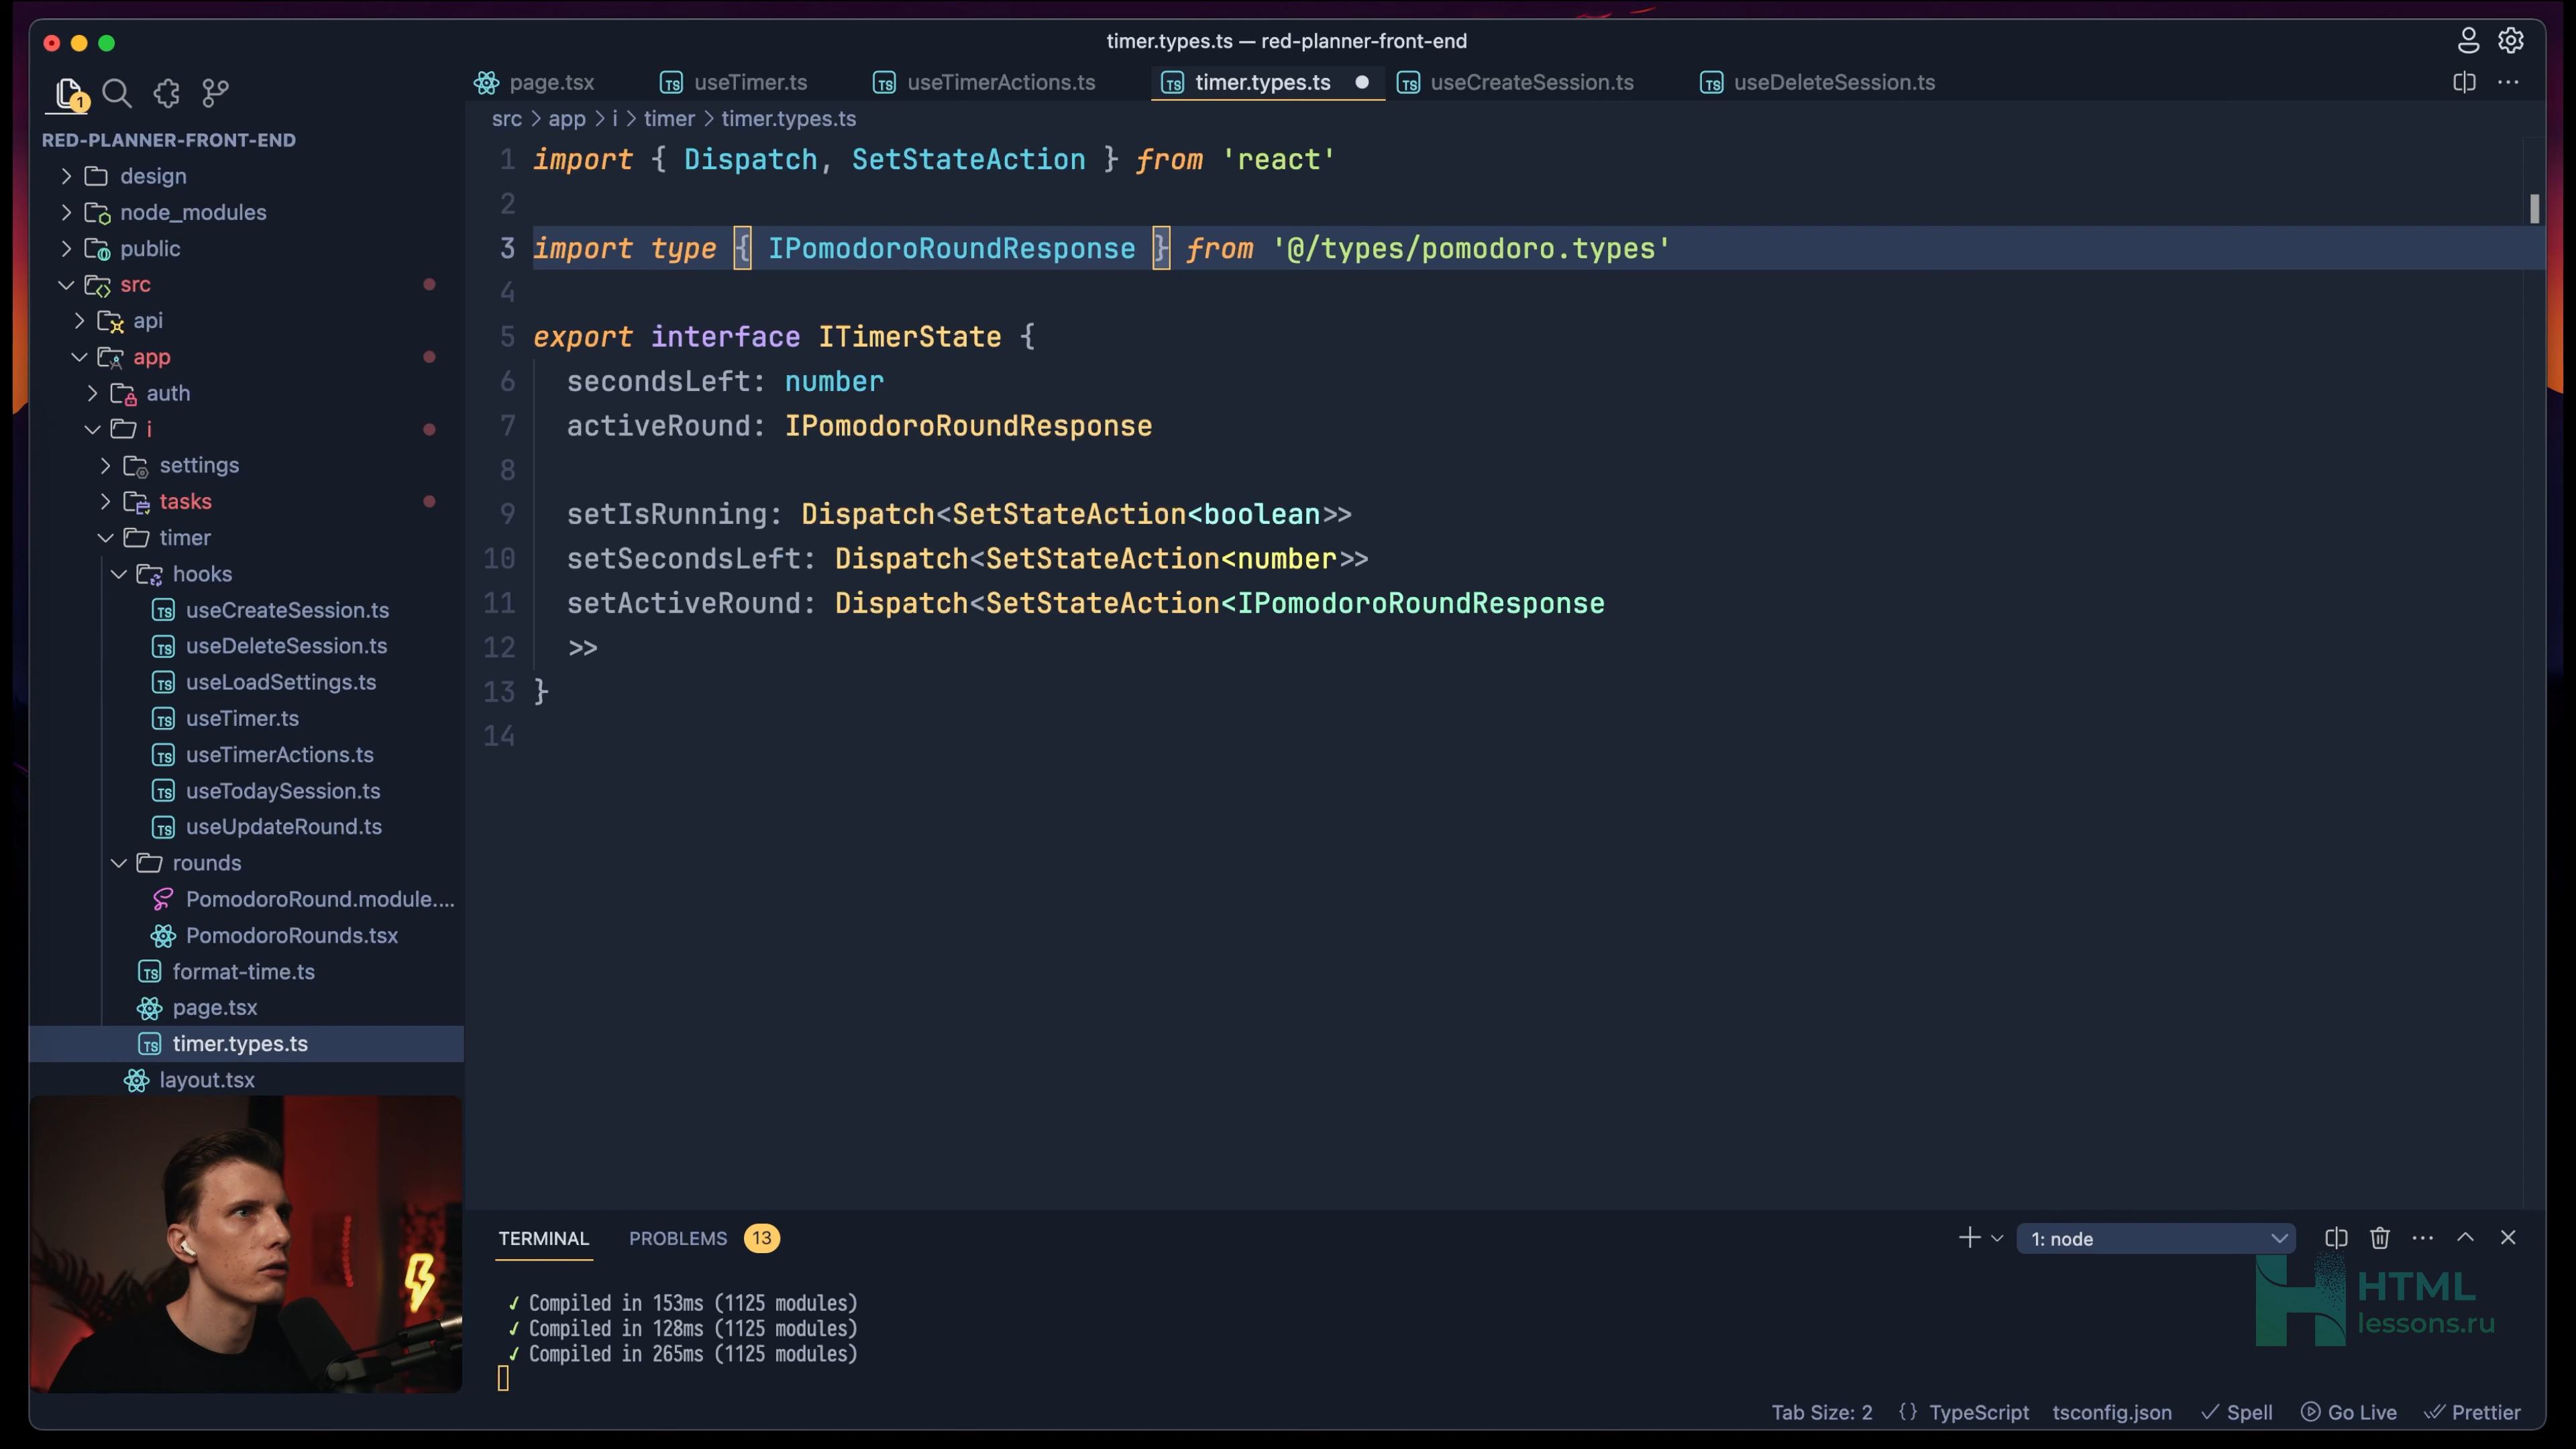 timer.types.ts — red-planner-front-end
1
page.tsx
useTimer.ts
useTimerActions.ts
timer.types.ts
useCreateSession.ts
useDeleteSession.ts
src > app > i > timer > timer.types.ts
RED-PLANNER-FRONT-END
design
node_modules
public
src
api
app
auth
i
settings
tasks
timer
hooks
useCreateSession.ts
useDeleteSession.ts
useLoadSettings.ts
useTimer.ts
useTimerActions.ts
useTodaySession.ts
useUpdateRound.ts
rounds
PomodoroRound.module....
PomodoroRounds.tsx
format-time.ts
page.tsx
timer.types.ts
layout.tsx
1 import { Dispatch, SetStateAction } from 'react'
2
3 import type { IPomodoroRoundResponse } from '@/types/pomodoro.types'
4
5 export interface ITimerState {
6 secondsLeft: number
7 activeRound: IPomodoroRoundResponse
8
9 setIsRunning: Dispatch<SetStateAction<boolean>>
10 setSecondsLeft: Dispatch<SetStateAction<number>>
11 setActiveRound: Dispatch<SetStateAction<IPomodoroRoundResponse
12 >>
13 }
14
TERMINAL
PROBLEMS 13
1: node
✓ Compiled in 153ms (1125 modules)
✓ Compiled in 128ms (1125 modules)
✓ Compiled in 265ms (1125 modules)
HTML
lessons.ru
Tab Size: 2
{} TypeScript
tsconfig.json
Spell
Go Live
Prettier